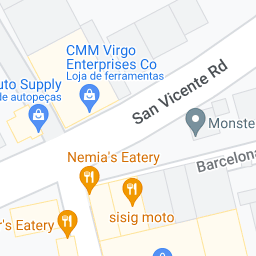 CMM Virgo
Enterprises Co
Loja de ferramentas
San Vicente Rd
uto Supply
de autopeças
Monste
Nemia's Eatery
Barcelona
sisig moto
r's Eatery